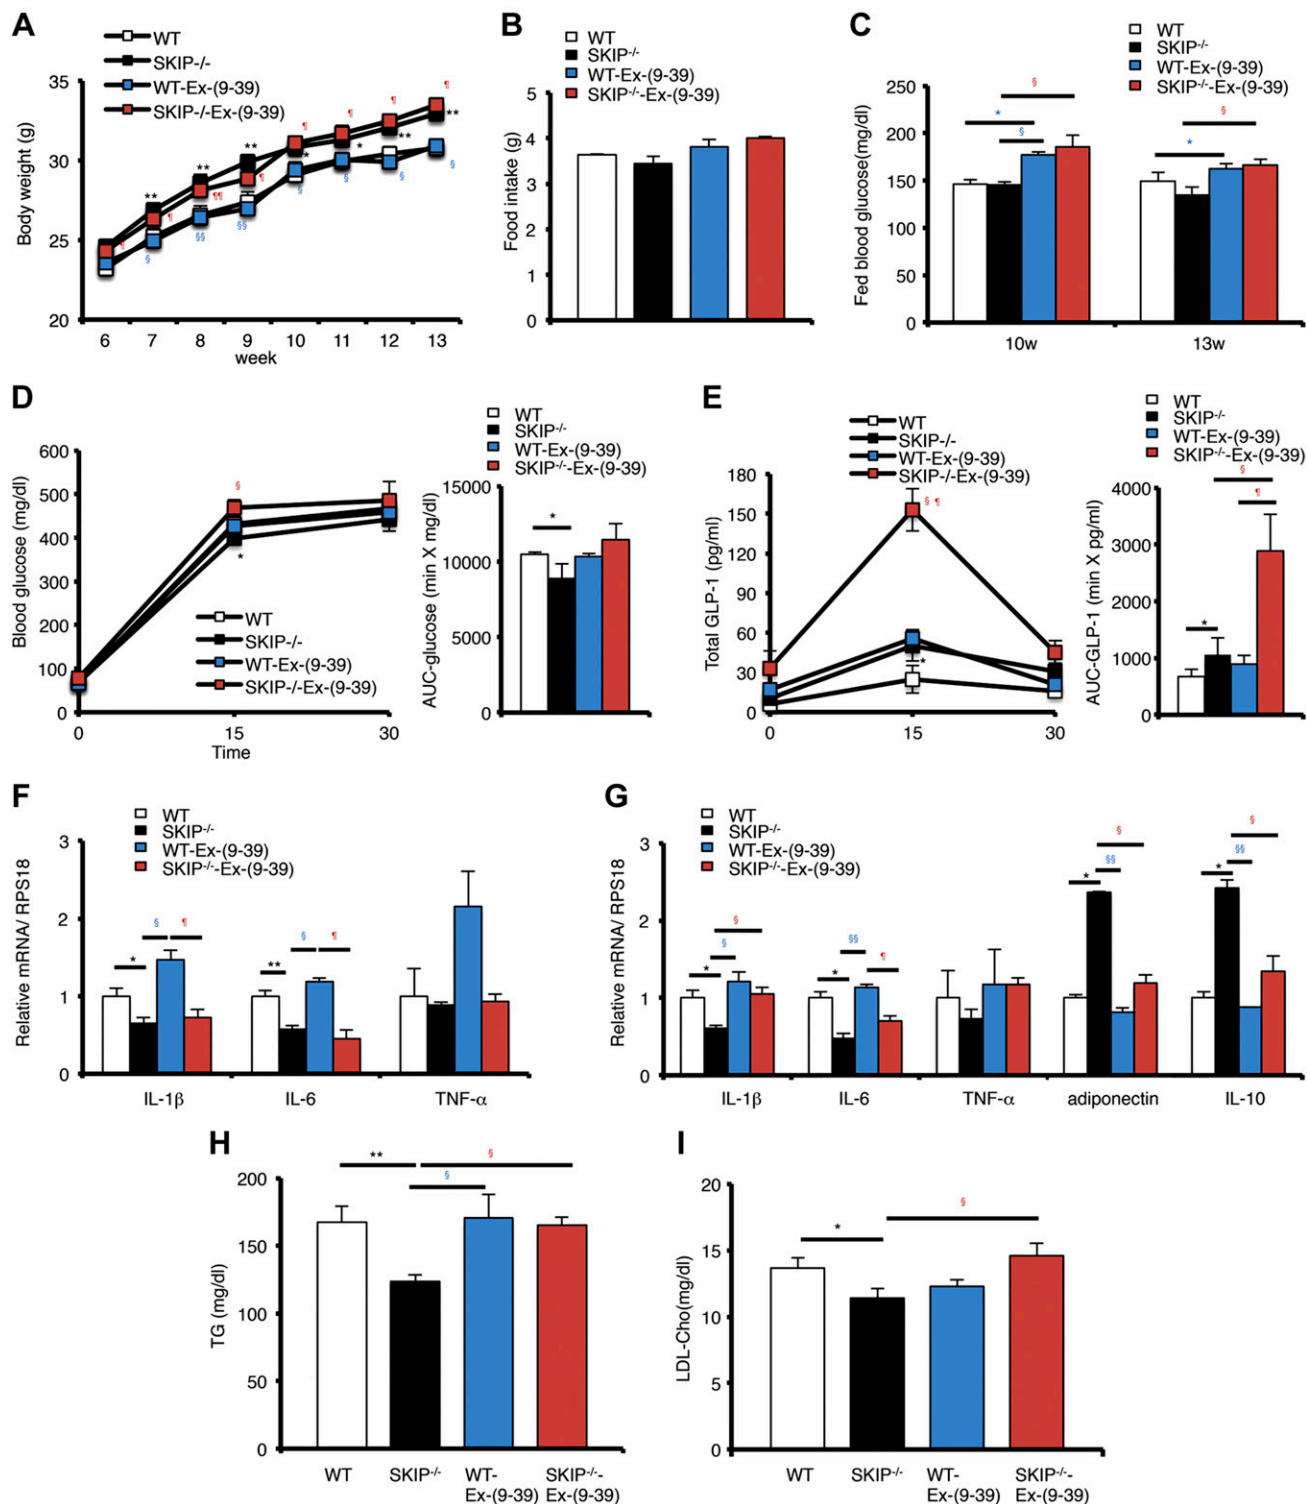 A
WT
SKIP-/-
WT-Ex-(9-39)
SKIP-/-Ex-(9-39)
Body weight (g)
35
30
25
20
6 7 8 9 10 11 12 13
week
** ** ** * * ** **
¶ ¶ ¶¶ ¶ ¶ ¶ ¶ ¶
§ §§ §§ § § § §
B
WT
SKIP-/-
WT-Ex-(9-39)
SKIP-/--Ex-(9-39)
Food intake (g)
5
4
3
2
1
0
C
WT
SKIP-/-
WT-Ex-(9-39)
SKIP-/--Ex-(9-39)
Fed blood glucose(mg/dl)
250
200
150
100
50
0
* § §
* §
10w 13w
D
Blood glucose (mg/dl)
600
500
400
300
200
100
0
§
*
WT
SKIP-/-
WT-Ex-(9-39)
SKIP-/-Ex-(9-39)
0 15 30
Time
WT
SKIP-/-
WT-Ex-(9-39)
SKIP-/--Ex-(9-39)
AUC-glucose (min X mg/dl)
15000
10000
5000
0
*
E
WT
SKIP-/-
WT-Ex-(9-39)
SKIP-/-Ex-(9-39)
Total GLP-1 (pg/ml)
180
150
120
90
60
30
0
§ ¶
*
0 15 30
WT
SKIP-/-
WT-Ex-(9-39)
SKIP-/--Ex-(9-39)
AUC-GLP-1 (min X pg/ml)
4000
3000
2000
1000
0
§
¶
*
F
WT
SKIP-/-
WT-Ex-(9-39)
SKIP-/--Ex-(9-39)
Relative mRNA/ RPS18
3
2
1
0
* § ¶
** § ¶
IL-1β IL-6 TNF-α
G
WT
SKIP-/-
WT-Ex-(9-39)
SKIP-/--Ex-(9-39)
Relative mRNA/ RPS18
3
2
1
0
* § §
* §§ ¶
* §§ §
* §§ §
IL-1β IL-6 TNF-α adiponectin IL-10
H
TG (mg/dl)
200
150
100
50
0
** § §
WT SKIP-/- WT- SKIP-/--
Ex-(9-39) Ex-(9-39)
I
LDL-Cho(mg/dl)
20
15
10
5
0
* §
WT SKIP-/- WT- SKIP-/--
Ex-(9-39) Ex-(9-39)